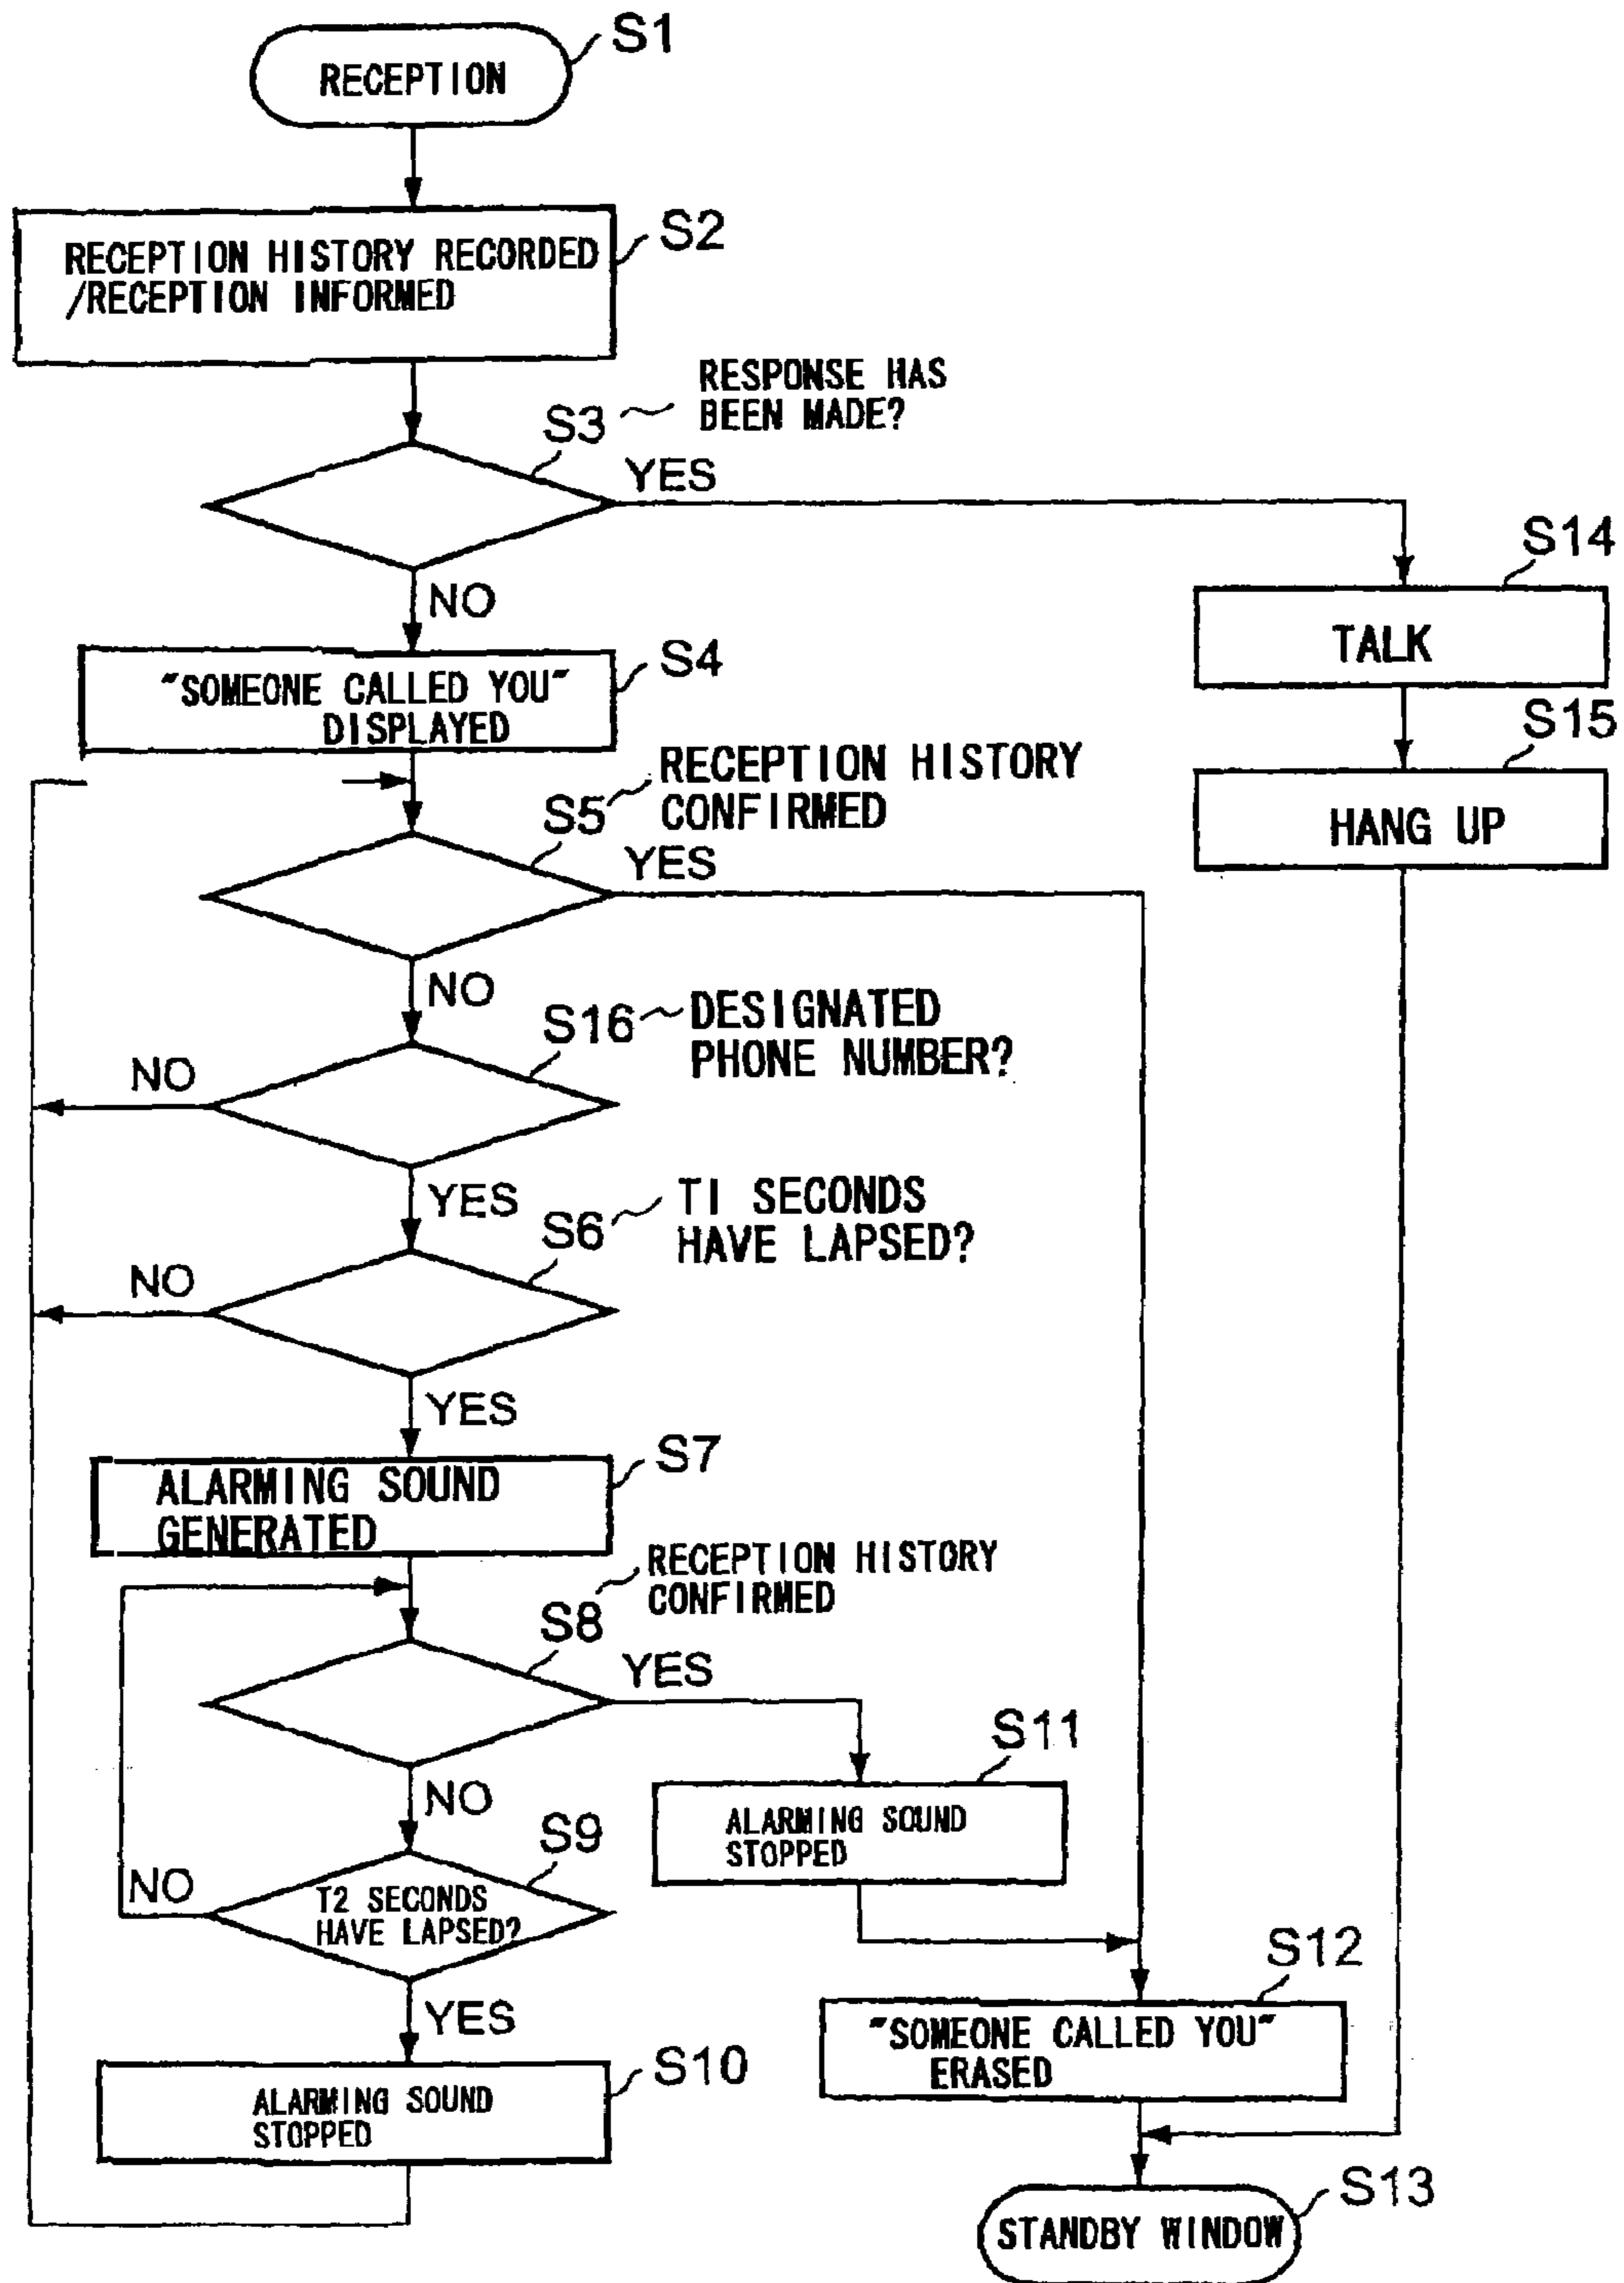 S1
RECEPTION
S2
RECEPTION HISTORY RECORDED
/RECEPTION INFORMED
RESPONSE HAS
BEEN MADE?
S3
YES
NO
S14
TALK
S4
"SOMEONE CALLED YOU"
DISPLAYED
S15
HANG UP
RECEPTION HISTORY
CONFIRMED
S5
YES
NO
S16
DESIGNATED
PHONE NUMBER?
NO
YES
S6
TI SECONDS
HAVE LAPSED?
NO
YES
S7
ALARMING SOUND
GENERATED
RECEPTION HISTORY
CONFIRMED
S8
YES
NO
S11
ALARMING SOUND
STOPPED
S9
T2 SECONDS
HAVE LAPSED?
NO
YES
S12
"SOMEONE CALLED YOU"
ERASED
S10
ALARMING SOUND
STOPPED
S13
STANDBY WINDOW